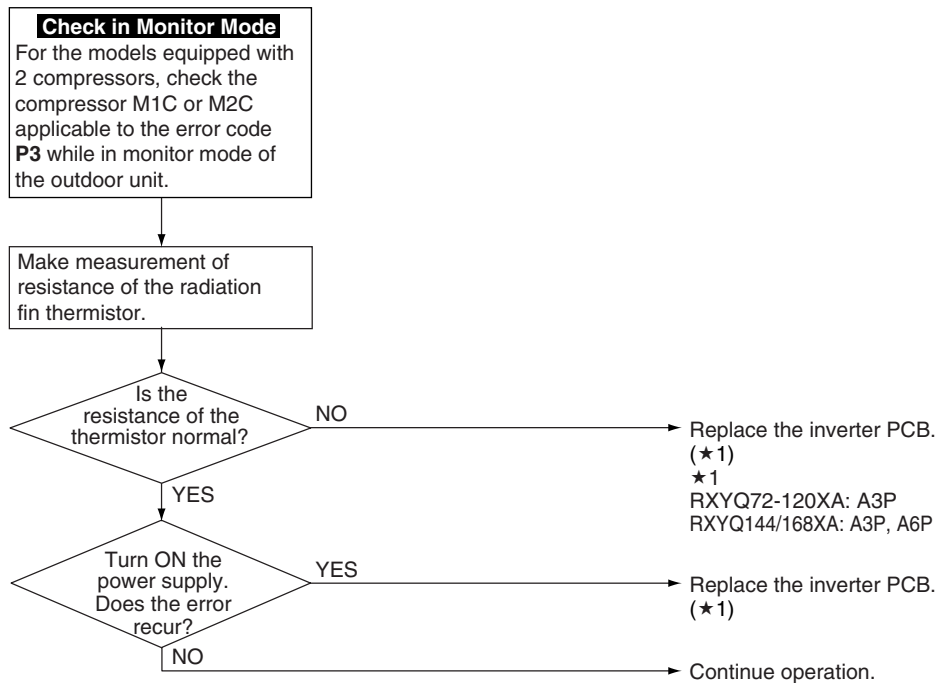 Check in Monitor Mode
For the models equipped with
2 compressors, check the
compressor M1C or M2C
applicable to the error code
P3 while in monitor mode of
the outdoor unit.
Make measurement of
resistance of the radiation
fin thermistor.
Is the
resistance of the
thermistor normal?
NO
Replace the inverter PCB.
(★1)
★1
RXYQ72-120XA: A3P
RXYQ144/168XA: A3P, A6P
YES
Turn ON the
power supply.
Does the error
recur?
YES
Replace the inverter PCB.
(★1)
NO
Continue operation.